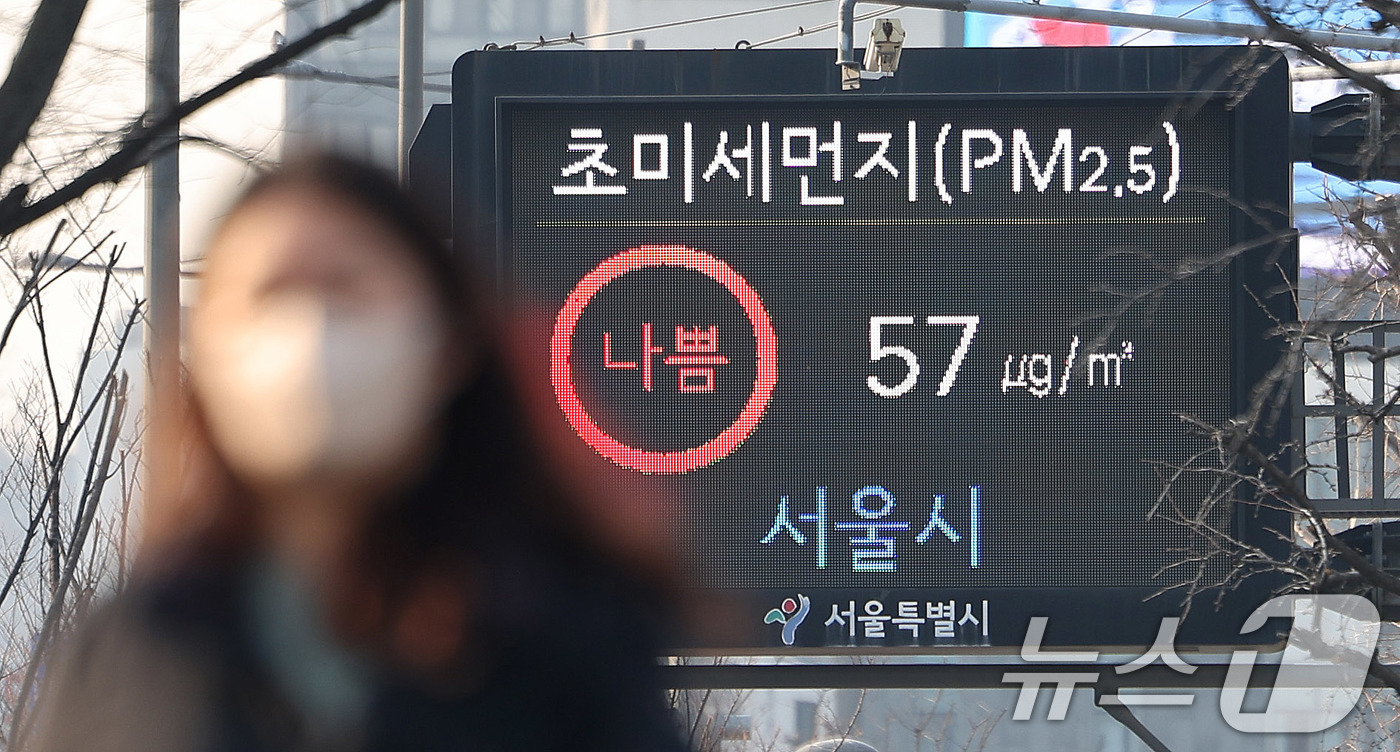 초미세먼지(PM2.5)
나쁨
57 µg/m²
서울시
서울특별시
뉴스1